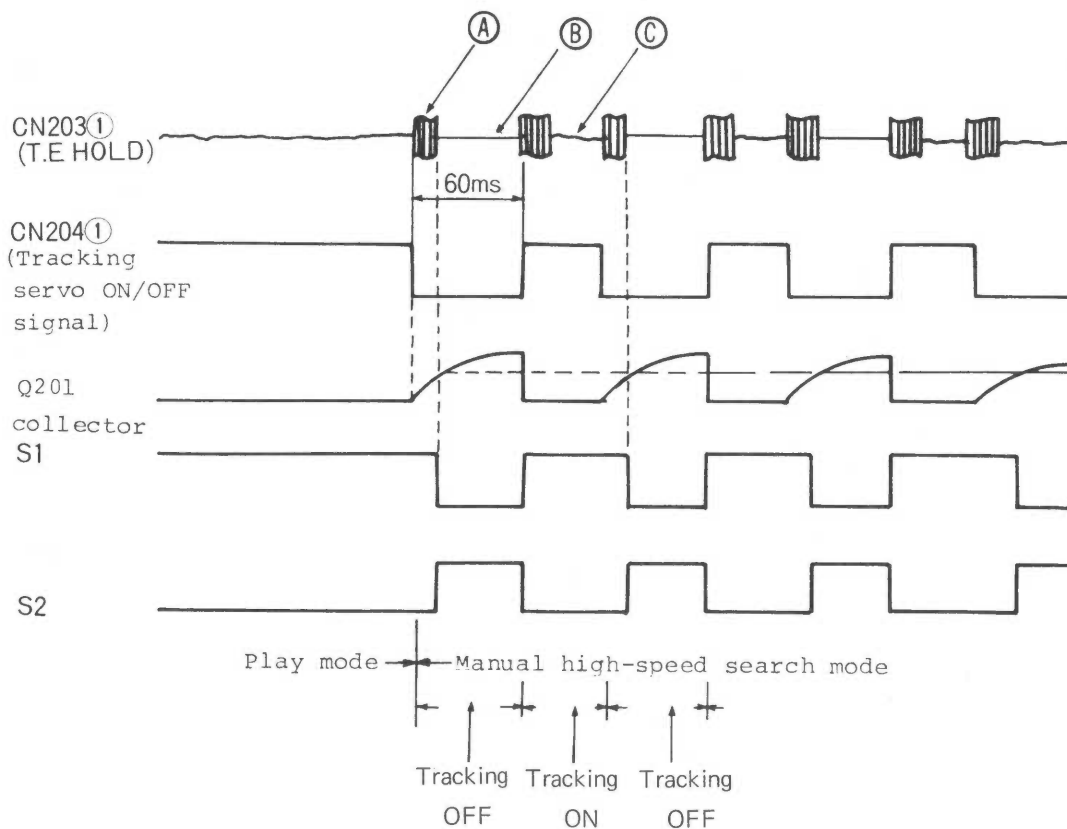 Ⓐ Ⓑ Ⓒ
CN203①
(T.E HOLD)
60ms
CN204①
(Tracking
servo ON/OFF
signal)
Q201
collector
S1
S2
Play mode Manual high-speed search mode
Tracking Tracking Tracking
OFF ON OFF